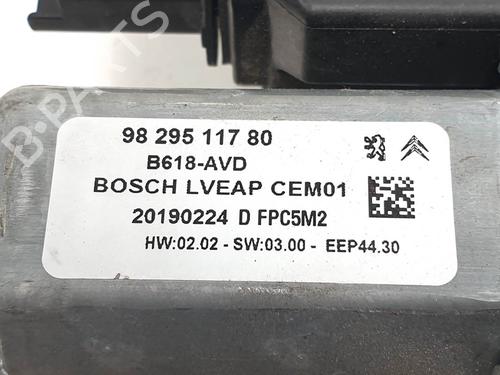 98 295 117 80
B618-AVD
BOSCH LVEAP CEM01
20190224 D FPC5M2
HW:02.02 - SW:03.00 - EEP44.30
B-PARTS